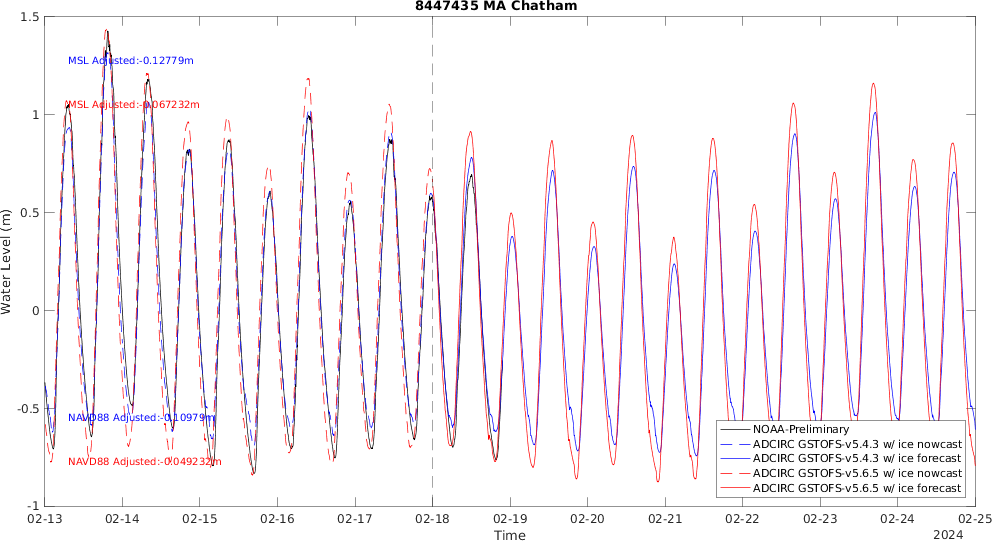 8447435 MA Chatham
Water Level (m)
1.5
1
0.5
0
-0.5
-1
MSL Adjusted:-0.12779m
MSL Adjusted:-0.067232m
NAVD88 Adjusted:-0.10979m
NAVD88 Adjusted:-0.049232m
NOAA-Preliminary
ADCIRC GSTOFS-v5.4.3 w/ ice nowcast
ADCIRC GSTOFS-v5.4.3 w/ ice forecast
ADCIRC GSTOFS-v5.6.5 w/ ice nowcast
ADCIRC GSTOFS-v5.6.5 w/ ice forecast
02-13 02-14 02-15 02-16 02-17 02-18 02-19 02-20 02-21 02-22 02-23 02-24 02-25
Time
2024